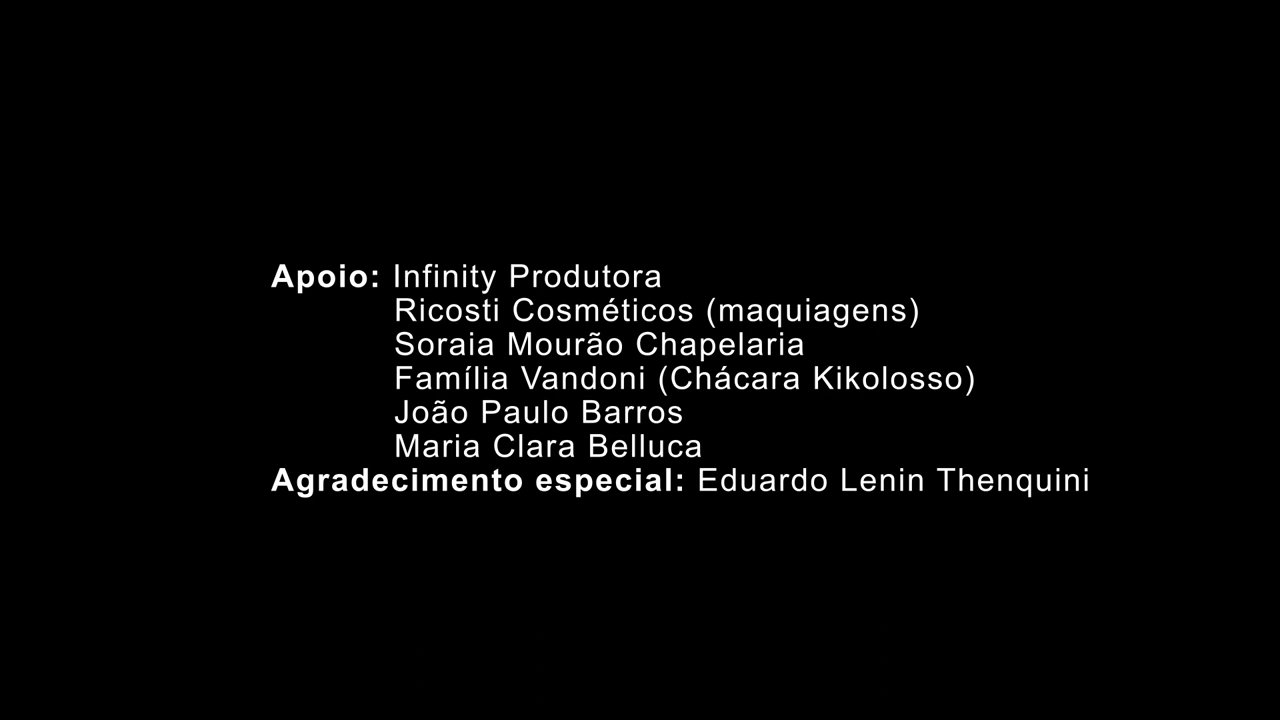 Apoio: Infinity Produtora
Ricosti Cosméticos (maquiagens)
Soraia Mourão Chapelaria
Família Vandoni (Chácara Kikolosso)
João Paulo Barros
Maria Clara Belluca
Agradecimento especial: Eduardo Lenin Thenquini